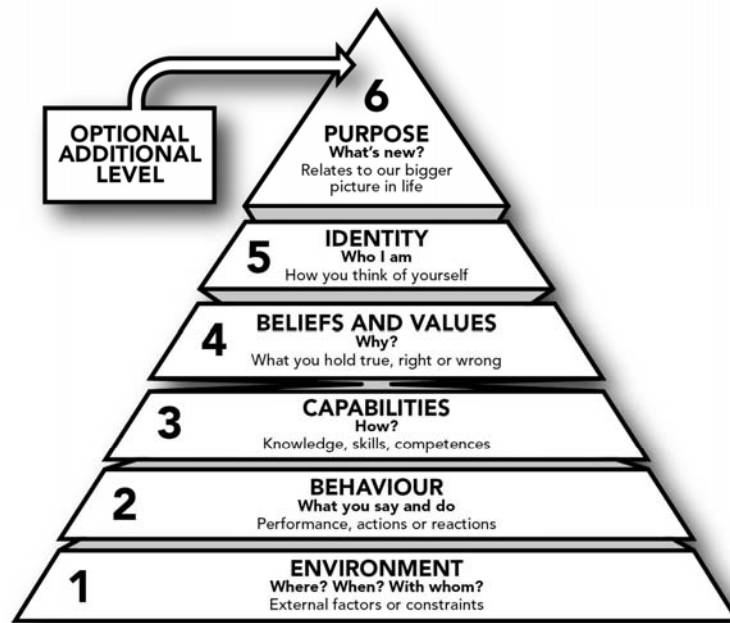 OPTIONAL
ADDITIONAL
LEVEL
6
PURPOSE
What's new?
Relates to our bigger
picture in life
5
IDENTITY
Who I am
How you think of yourself
4
BELIEFS AND VALUES
Why?
What you hold true, right or wrong
3
CAPABILITIES
How?
Knowledge, skills, competences
2
BEHAVIOUR
What you say and do
Performance, actions or reactions
1
ENVIRONMENT
Where? When? With whom?
External factors or constraints